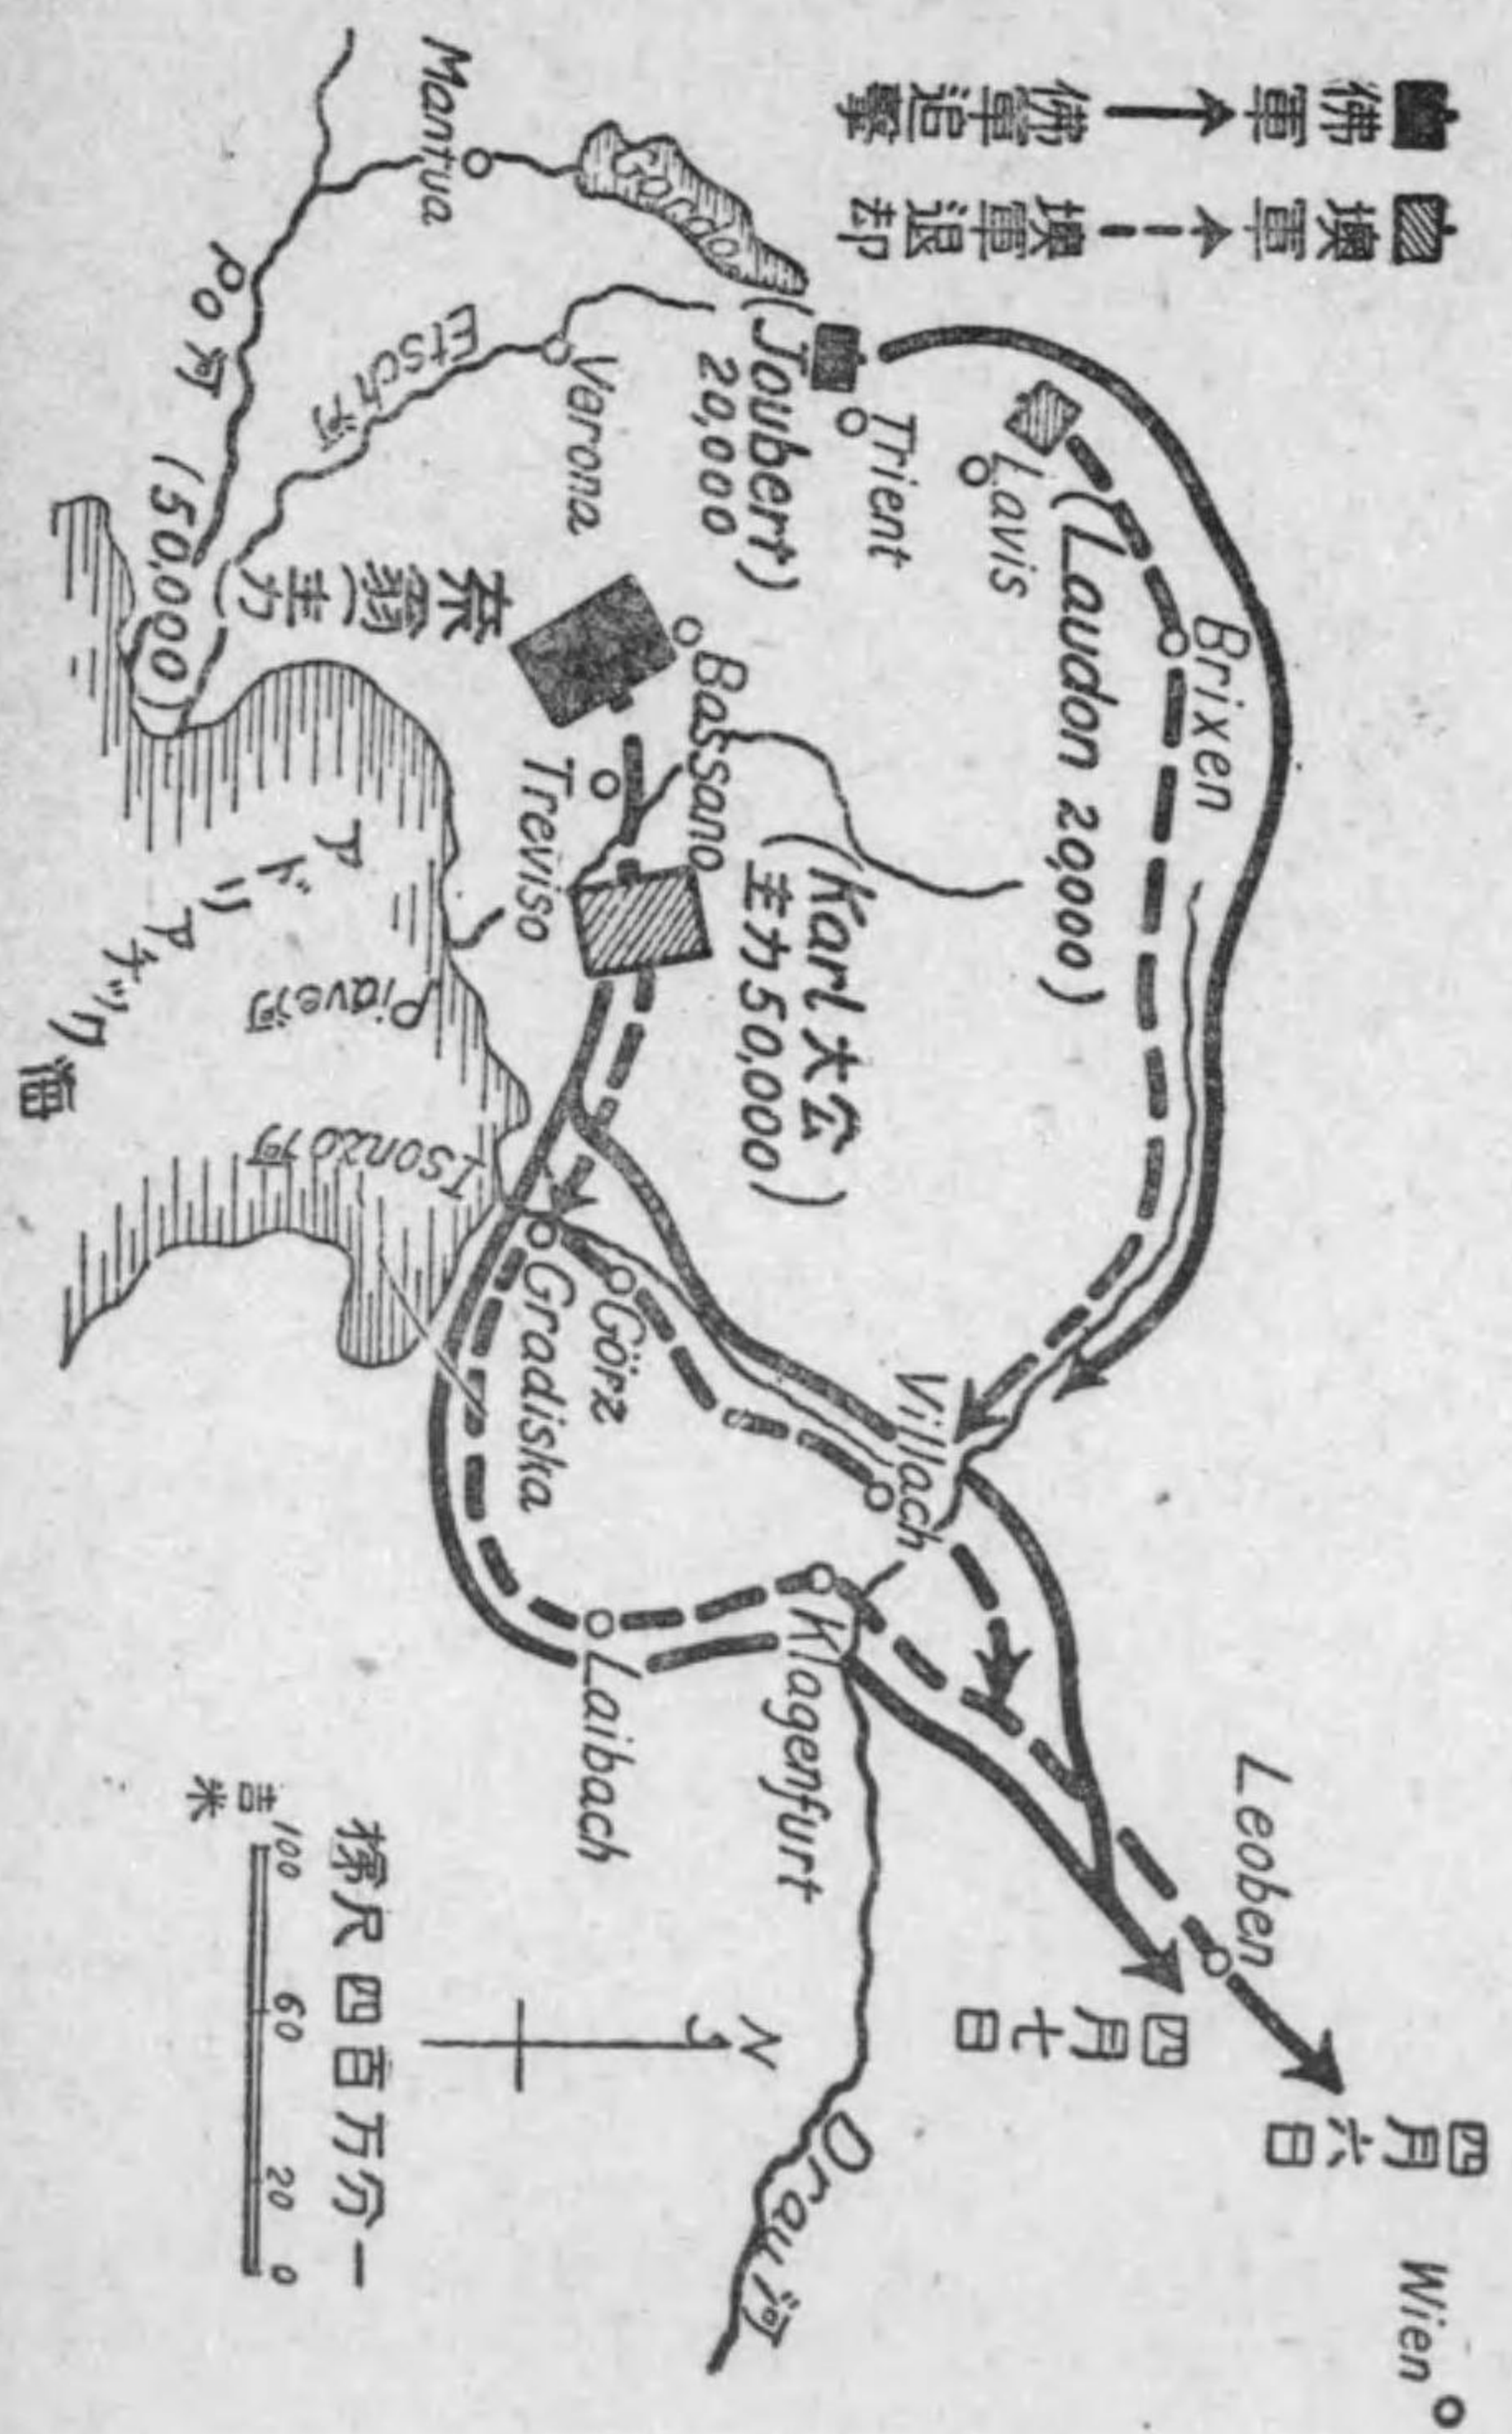 佛軍 佛軍追撃
墺軍 墺軍退却
Mantua
Gardas
Po 河
Etsch河
Verona
(Joubert)
20,000
Trient
Lavis
(Laudon 20,000)
Brixen
奈翁(主力
(50,000)
Bassano
Treviso
(Karl大公
主力50,000)
アドリアチック海
Piave河
Isonzo河
Gradiska
Görz
Villach
Klagenfurt
Laibach
Leoben
四月七日
四月六日
Wien
Drau河
N
梯尺四百万分一
吉米
100 60 20 0